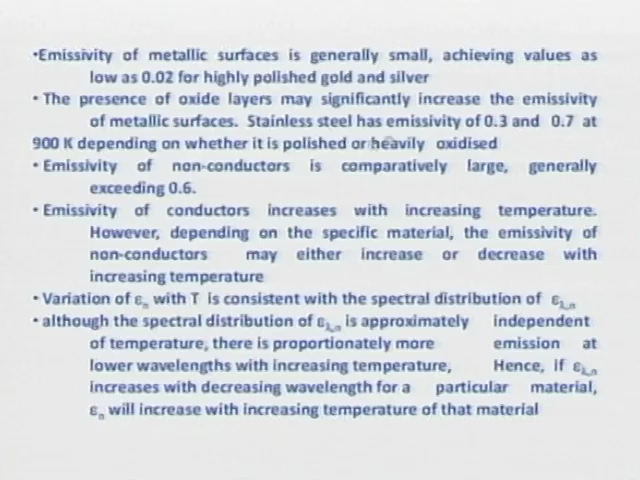 •Emissivity of metallic surfaces is generally small, achieving values as
low as 0.02 for highly polished gold and silver
• The presence of oxide layers may significantly increase the emissivity
of metallic surfaces. Stainless steel has emissivity of 0.3 and 0.7 at
900 K depending on whether it is polished or heavily oxidised
• Emissivity of non-conductors is comparatively large, generally
exceeding 0.6.
• Emissivity of conductors increases with increasing temperature.
However, depending on the specific material, the emissivity of
non-conductors may either increase or decrease with
increasing temperature
• Variation of εn with T is consistent with the spectral distribution of ελ,n
• although the spectral distribution of ελ,n is approximately independent
of temperature, there is proportionately more emission at
lower wavelengths with increasing temperature, Hence, if ελ,n
increases with decreasing wavelength for a particular material,
εn will increase with increasing temperature of that material